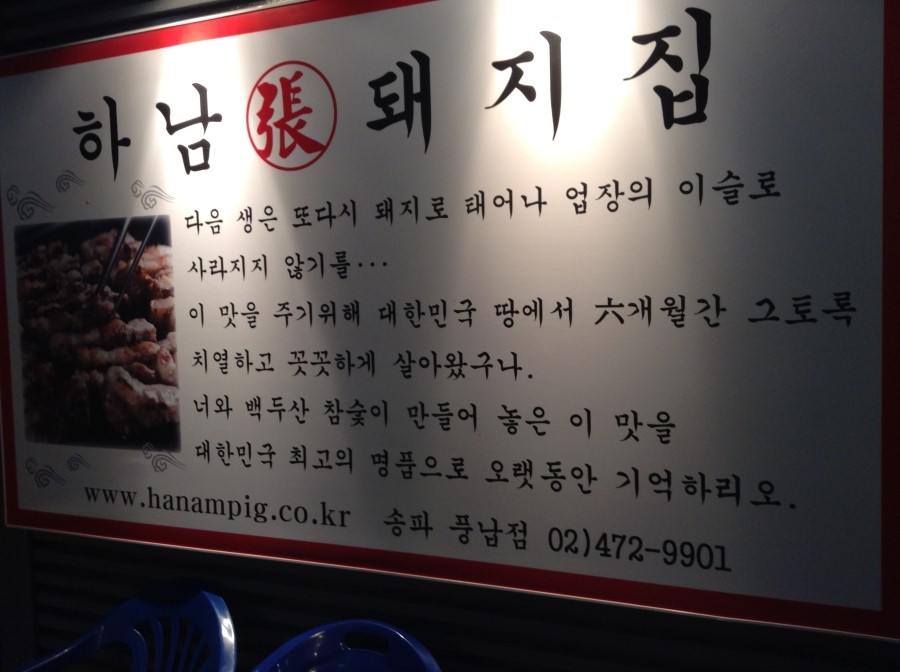 하남 張 돼지집
다음 생은 또다시 돼지로 태어나 업장의 이슬로
사라지지 않기를...
이 맛을 주기위해 대한민국 땅에서 六개월간 그토록
치열하고 꼿꼿하게 살아왔구나.
너와 백두산 참숯이 만들어 놓은 이 맛을
대한민국 최고의 명품으로 오랫동안 기억하리오.
www.hanampig.co.kr 송파 풍납점 02)472-9901